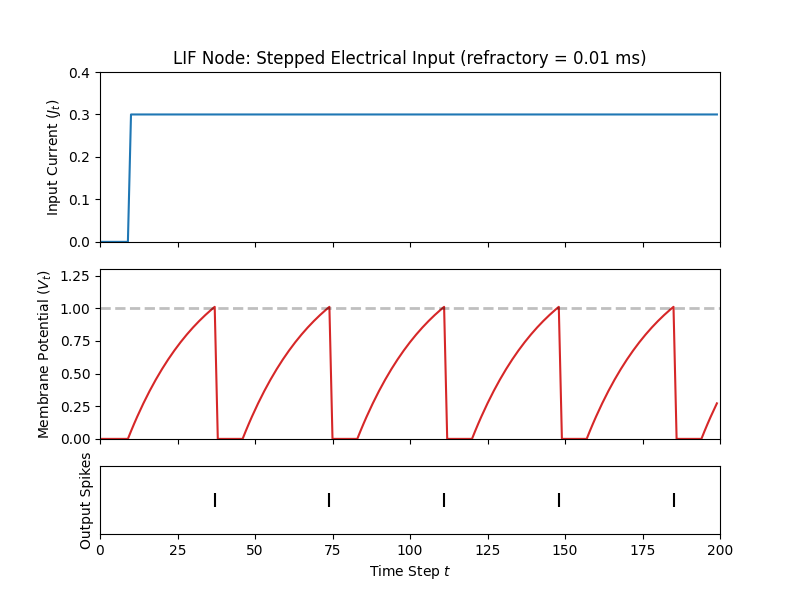 LIF Node: Stepped Electrical Input (refractory = 0.01 ms)
0.4
0.3
0.2
0.1
0.0
Input Current (J_t)
1.25
1.00
0.75
0.50
0.25
0.00
Membrane Potential (V_t)
Output Spikes
0 25 50 75 100 125 150 175 200
Time Step t